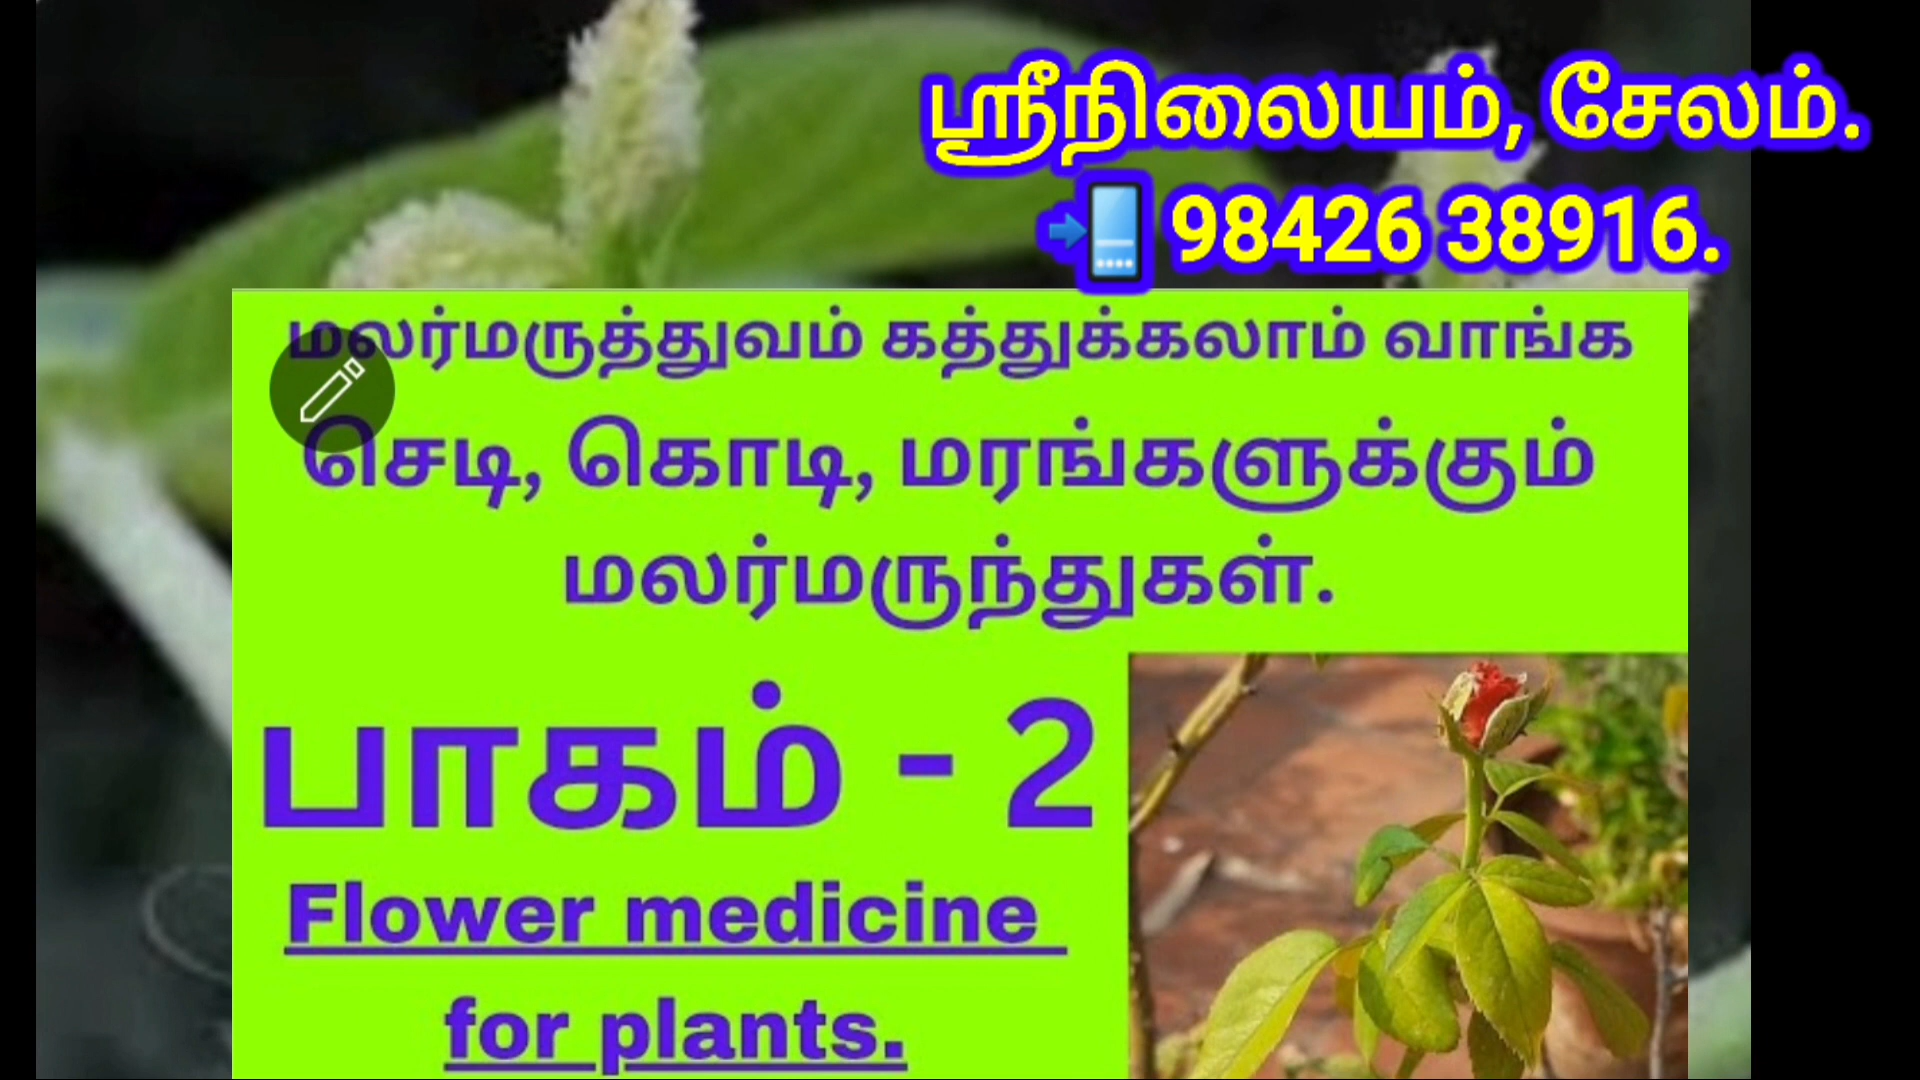 ஸ்ரீநிலையம், சேலம்.
98426 38916.
மலர்மருத்துவம் கத்துக்கலாம் வாங்க
செடி, கொடி, மரங்களுக்கும்
மலர்மருந்துகள்.
பாகம் - 2
Flower medicine
for plants.